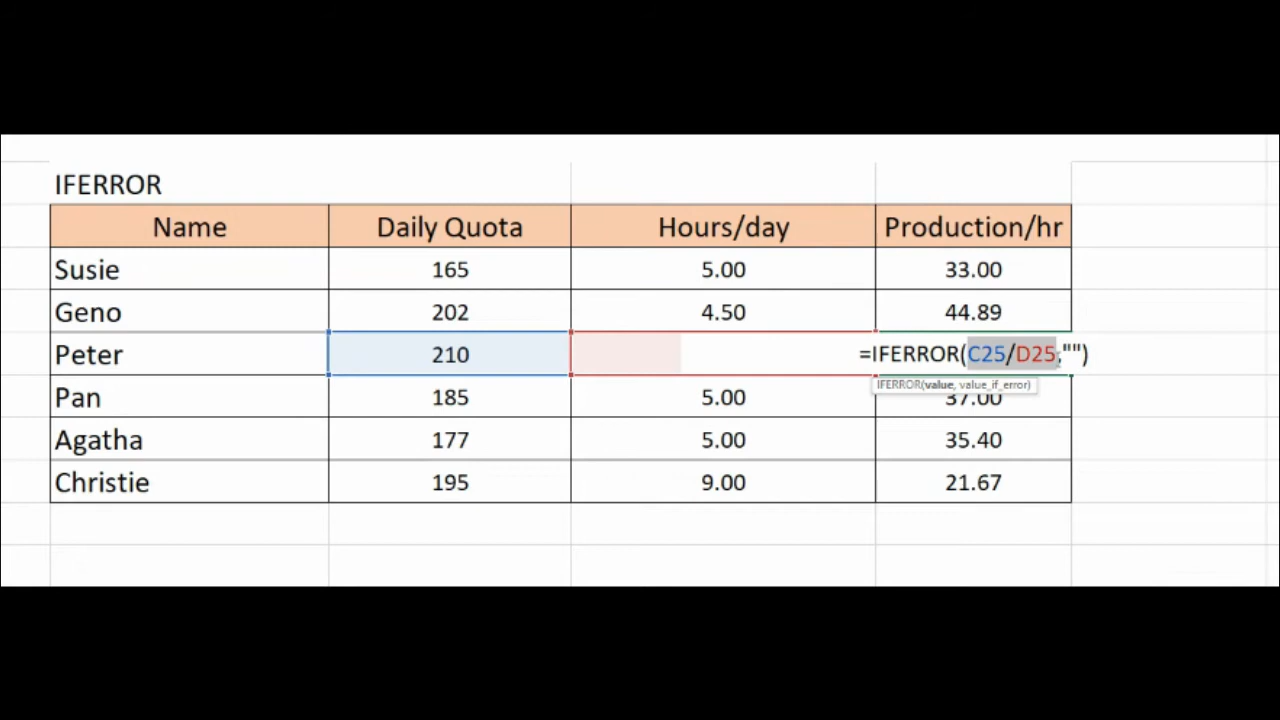 IFERROR
Name Daily Quota Hours/day Production/hr
Susie 165 5.00 33.00
Geno 202 4.50 44.89
Peter 210 =IFERROR(C25/D25,"")
IFERROR(value, value_if_error)
Pan 185 5.00 37.00
Agatha 177 5.00 35.40
Christie 195 9.00 21.67